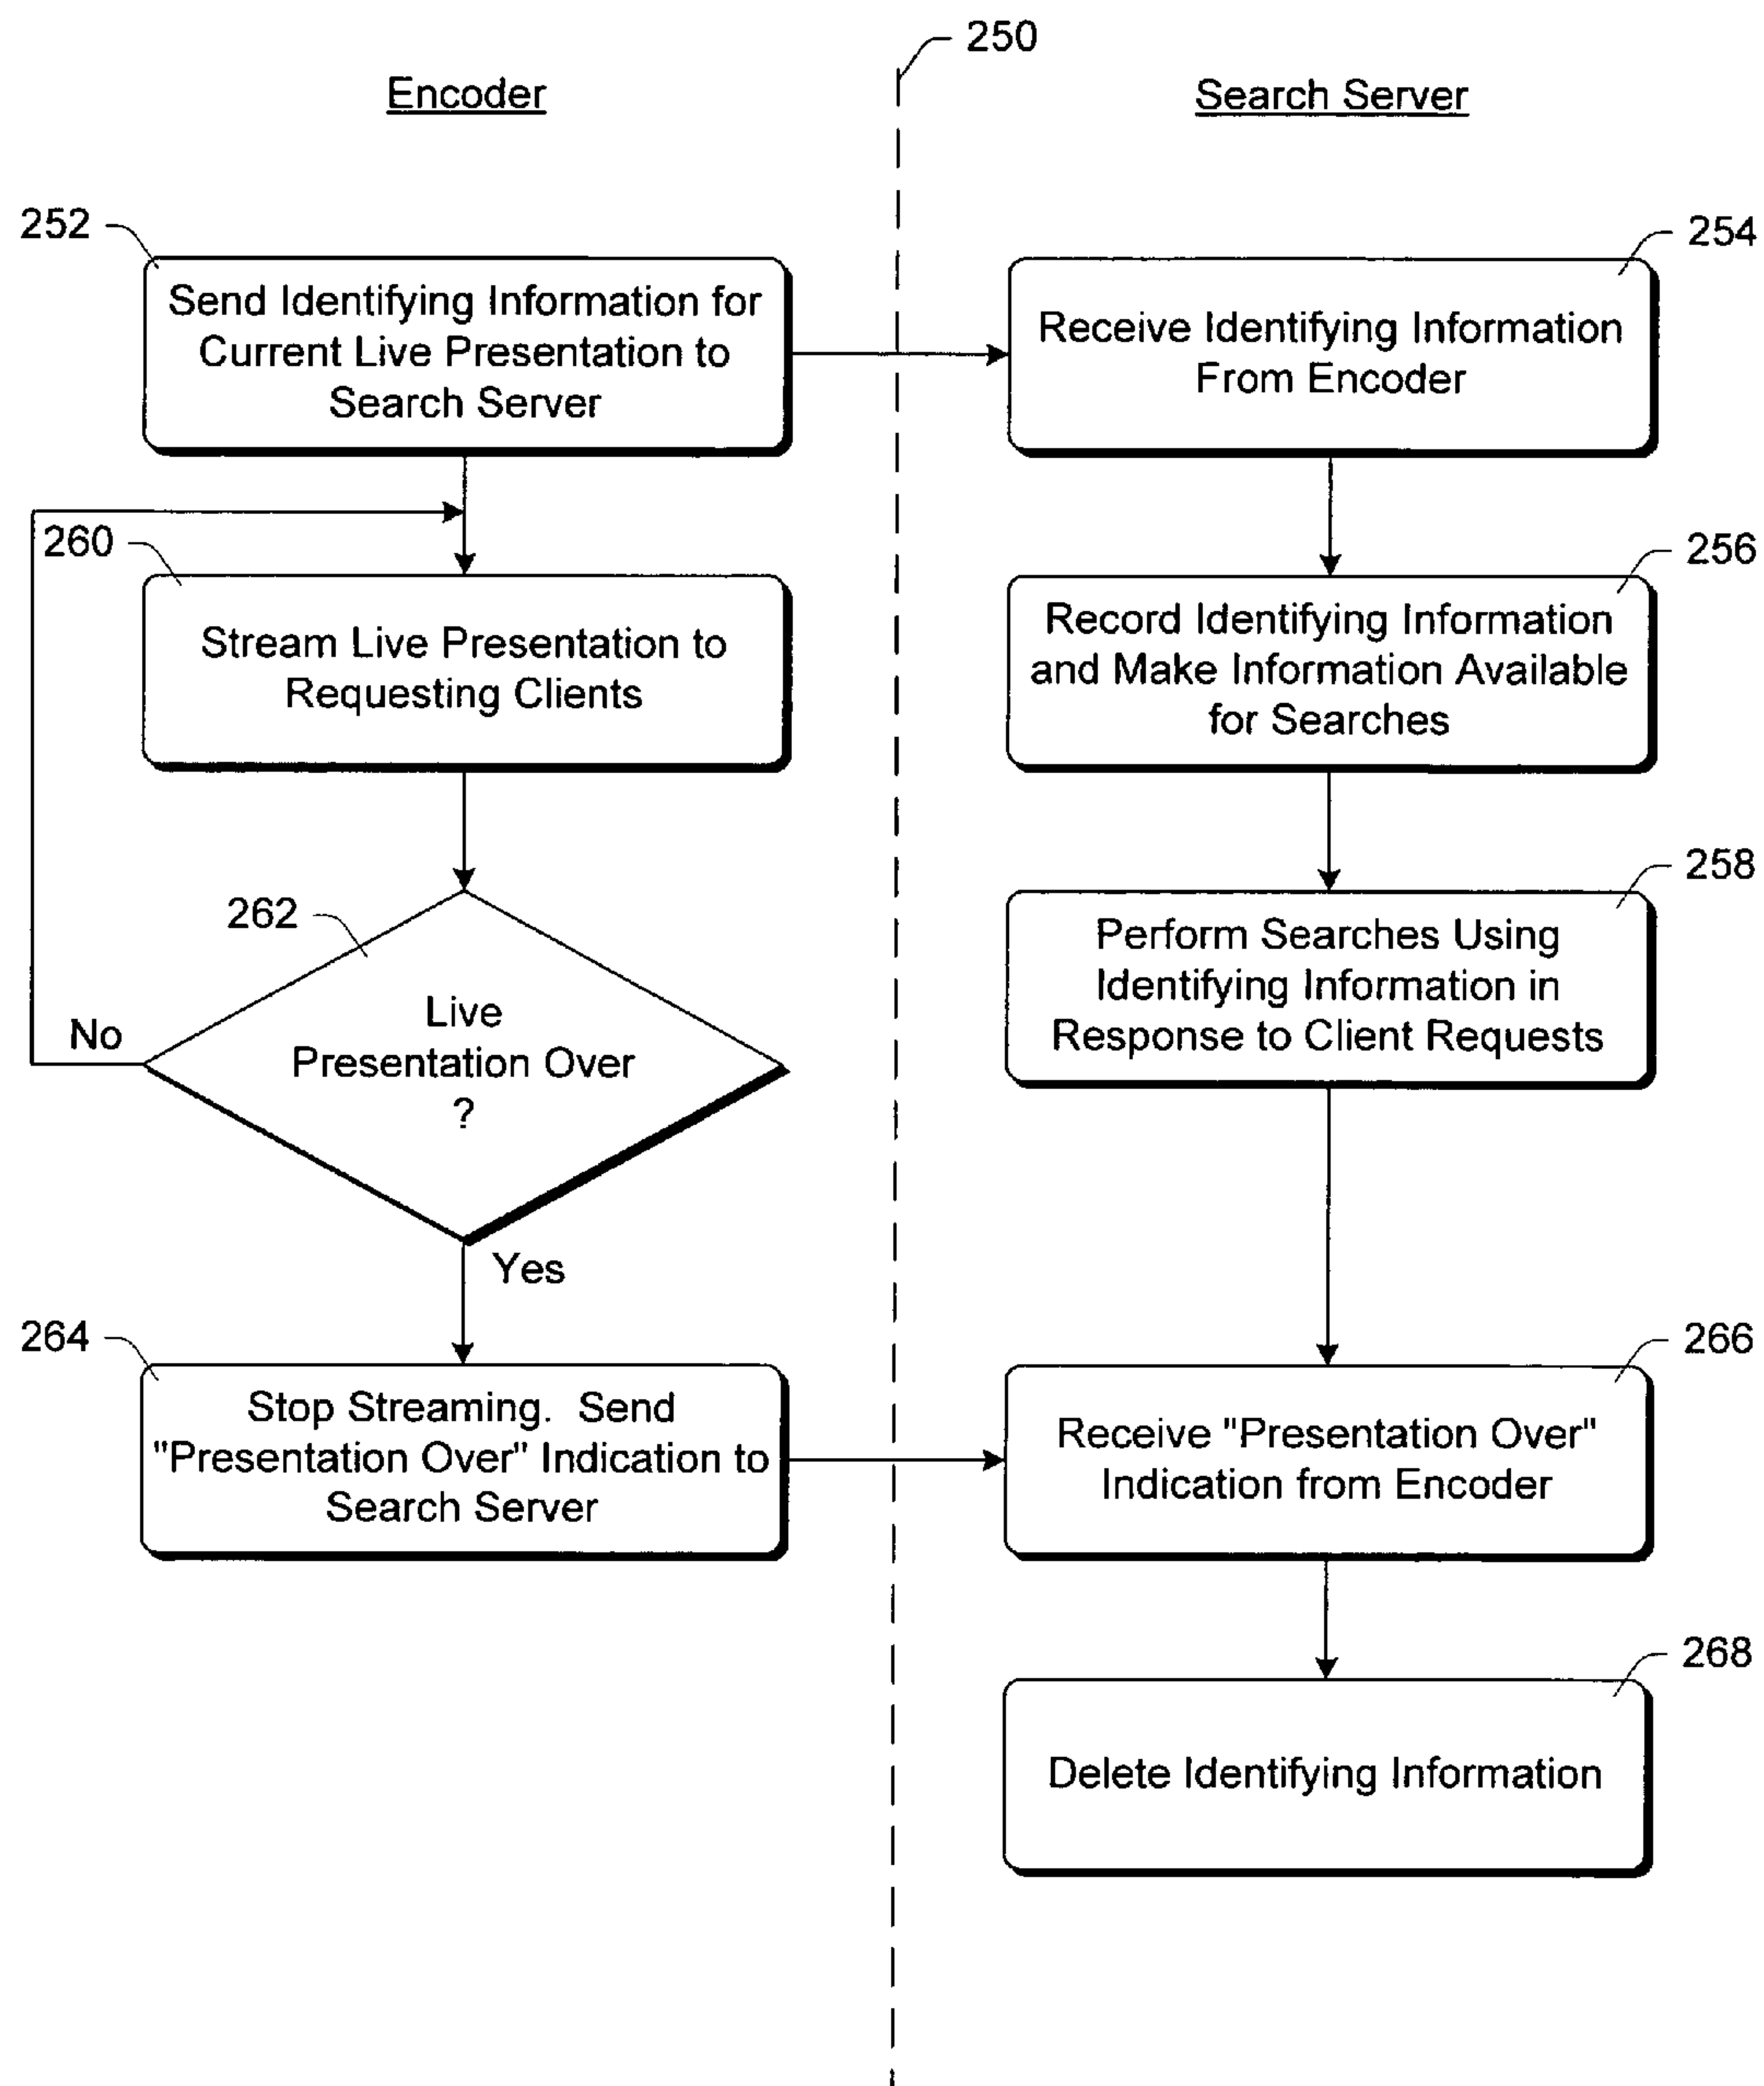 250
Encoder
Search Server
252
Send Identifying Information for
Current Live Presentation to
Search Server
254
Receive Identifying Information
From Encoder
260
Stream Live Presentation to
Requesting Clients
256
Record Identifying Information
and Make Information Available
for Searches
262
Live
Presentation Over
?
No
Yes
258
Perform Searches Using
Identifying Information in
Response to Client Requests
264
Stop Streaming. Send
"Presentation Over" Indication to
Search Server
266
Receive "Presentation Over"
Indication from Encoder
268
Delete Identifying Information